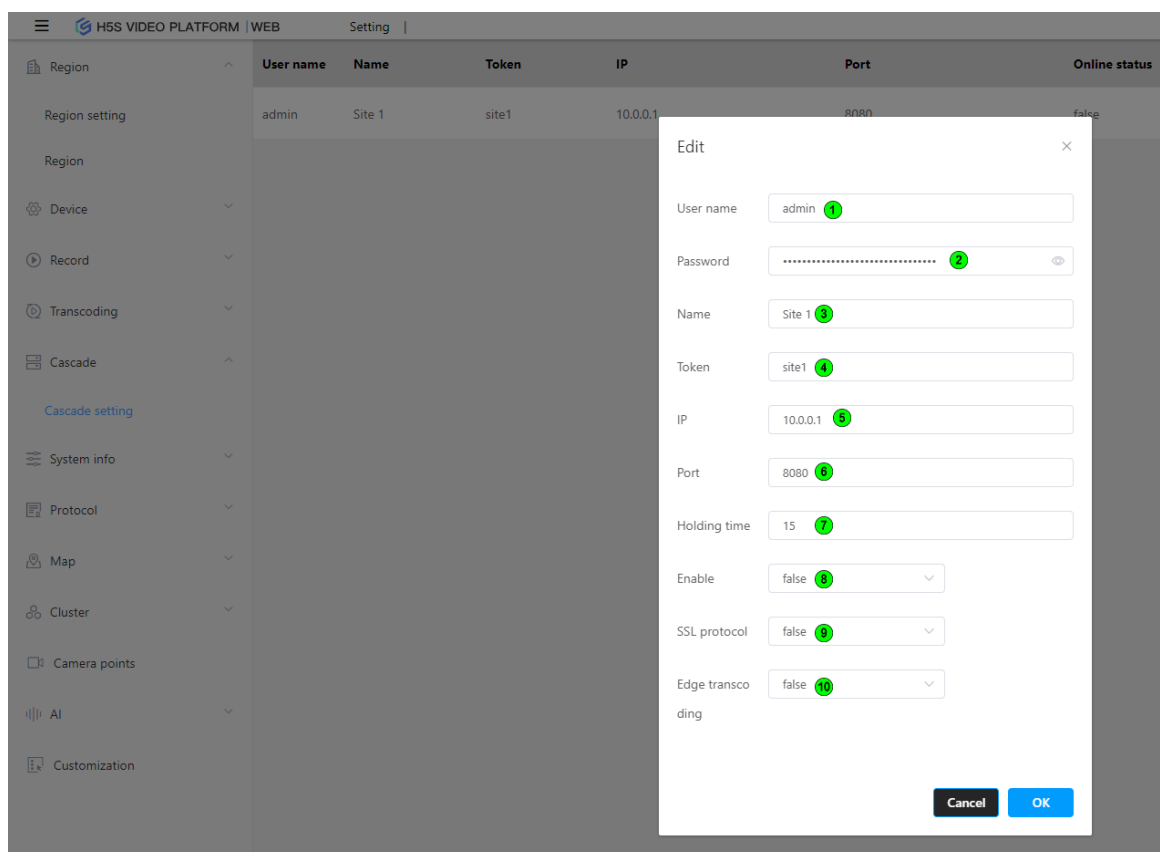 H5S VIDEO PLATFORM | WEB Setting |
Region
Region setting
Region
Device
Record
Transcoding
Cascade
Cascade setting
System info
Protocol
Map
Cluster
Camera points
AI
Customization
User name Name Token IP Port Online status
admin Site 1 site1 10.0.0.1 8080 false
Edit
User name admin 1
Password •••••••••••••••••••••••••••••••• 2
Name Site 1 3
Token site1 4
IP 10.0.0.1 5
Port 8080 6
Holding time 15 7
Enable false 8
SSL protocol false 9
Edge transco false 10
ding
Cancel OK